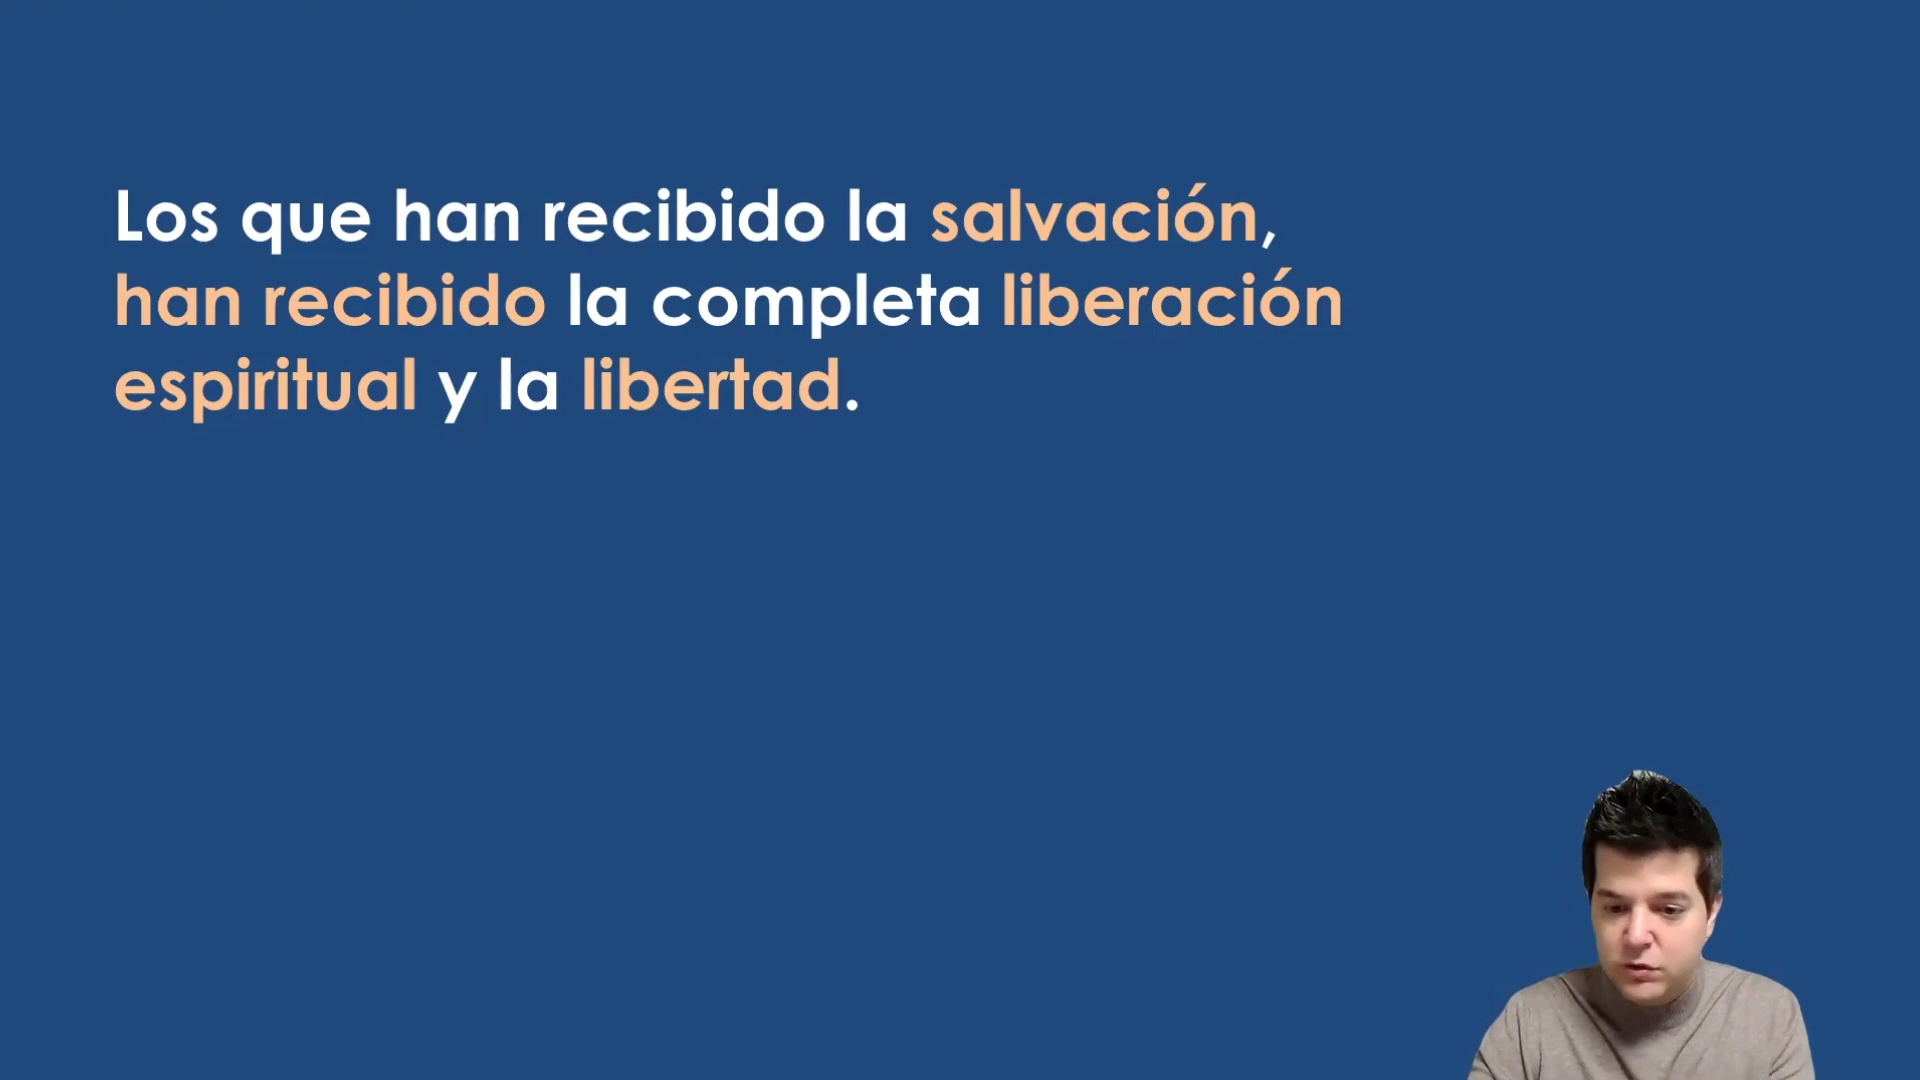 Los que han recibido la salvación,
han recibido la completa liberación
espiritual y la libertad.